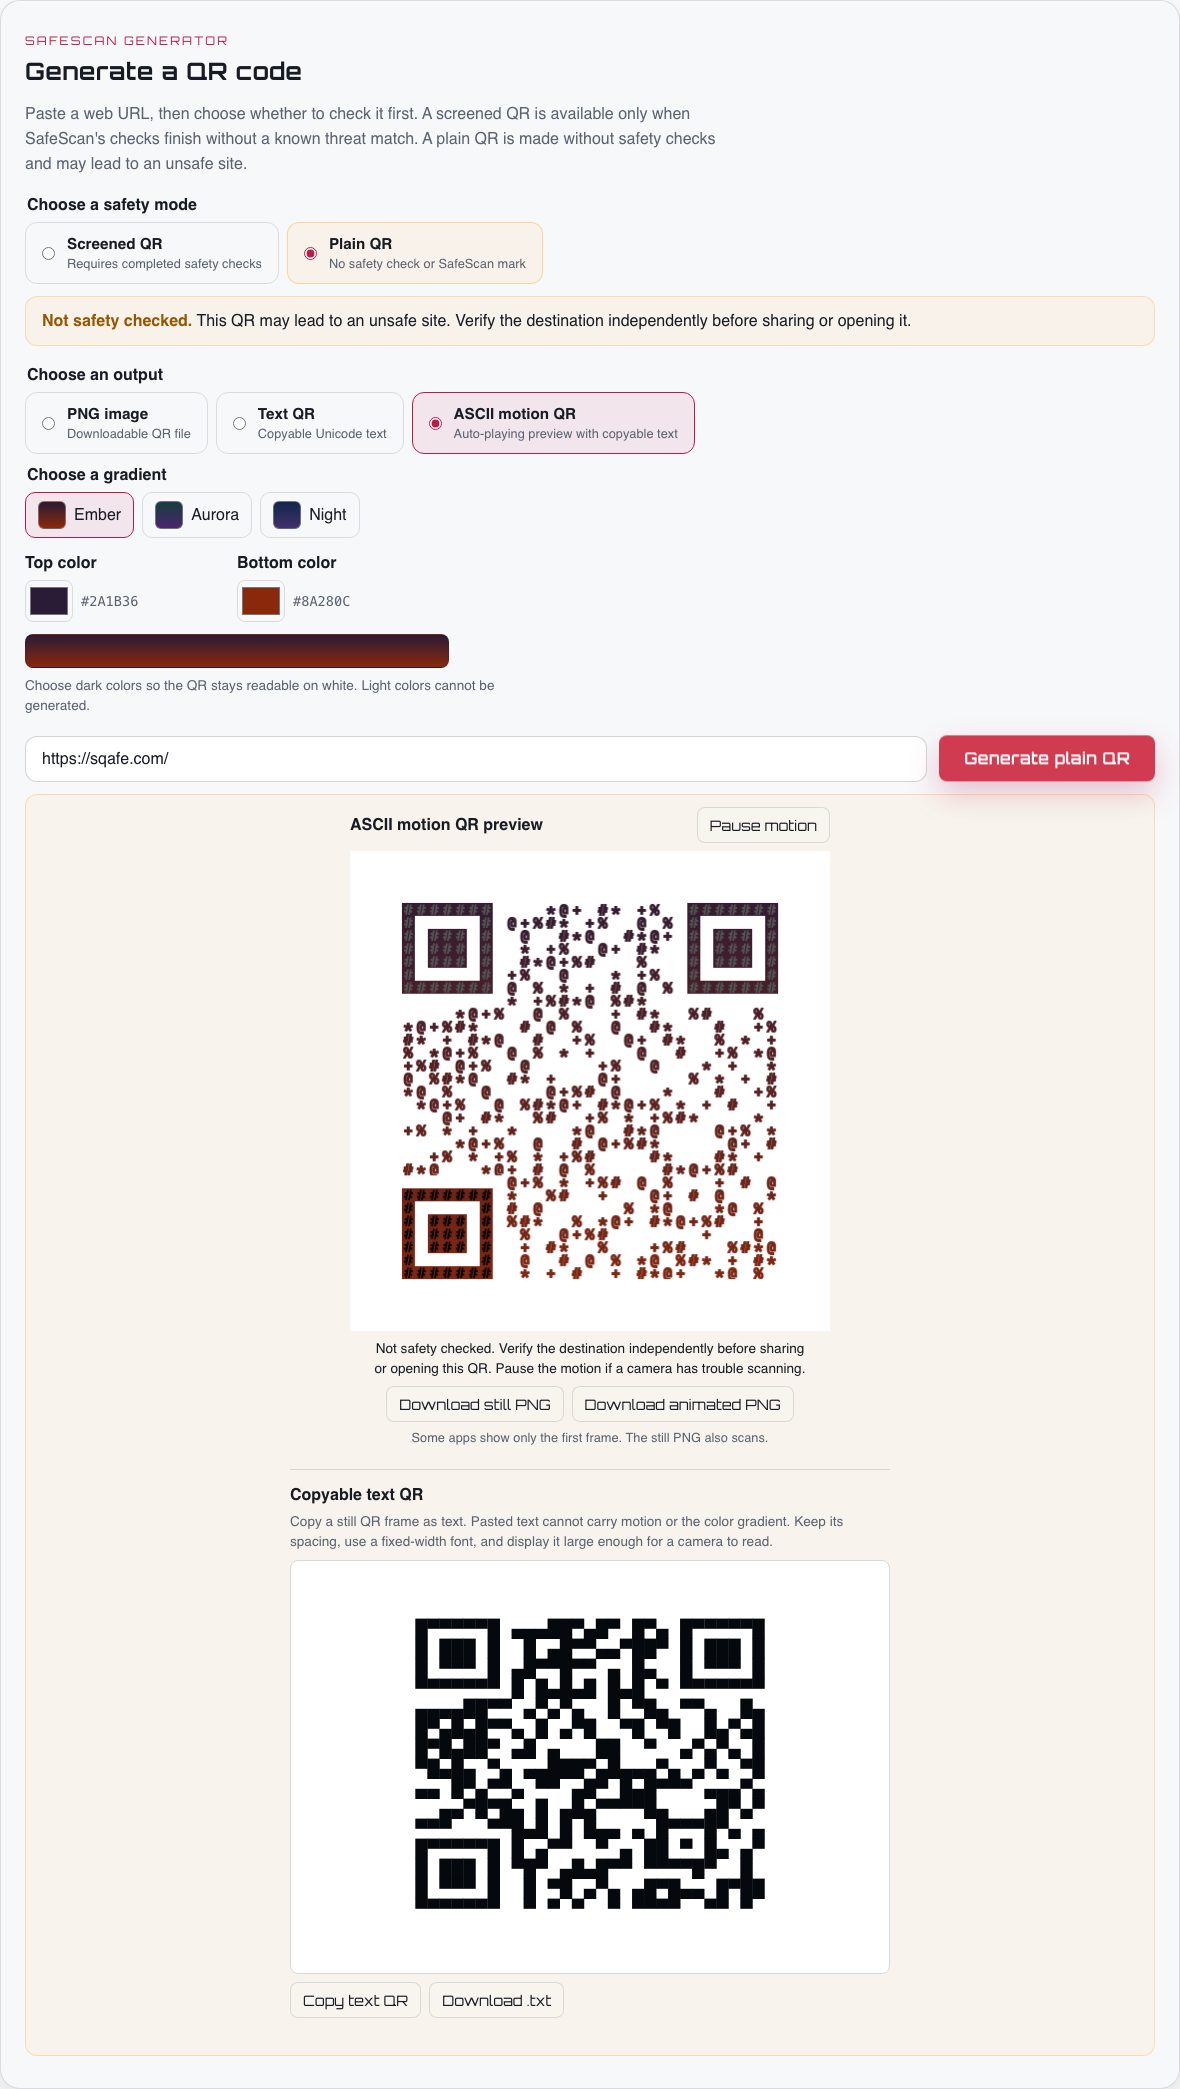 SAFESCAN GENERATOR
Generate a QR code
Paste a web URL, then choose whether to check it first. A screened QR is available only when
SafeScan's checks finish without a known threat match. A plain QR is made without safety checks
and may lead to an unsafe site.
Choose a safety mode
Screened QR
Requires completed safety checks
Plain QR
No safety check or SafeScan mark
Not safety checked. This QR may lead to an unsafe site. Verify the destination independently before sharing or opening it.
Choose an output
PNG image
Downloadable QR file
Text QR
Copyable Unicode text
ASCII motion QR
Auto-playing preview with copyable text
Choose a gradient
Ember
Aurora
Night
Top color
Bottom color
#2A1B36
#8A280C
Choose dark colors so the QR stays readable on white. Light colors cannot be
generated.
https://sqafe.com/
Generate plain QR
ASCII motion QR preview
Pause motion
Not safety checked. Verify the destination independently before sharing
or opening this QR. Pause the motion if a camera has trouble scanning.
Download still PNG
Download animated PNG
Some apps show only the first frame. The still PNG also scans.
Copyable text QR
Copy a still QR frame as text. Pasted text cannot carry motion or the color gradient. Keep its
spacing, use a fixed-width font, and display it large enough for a camera to read.
Copy text QR
Download .txt